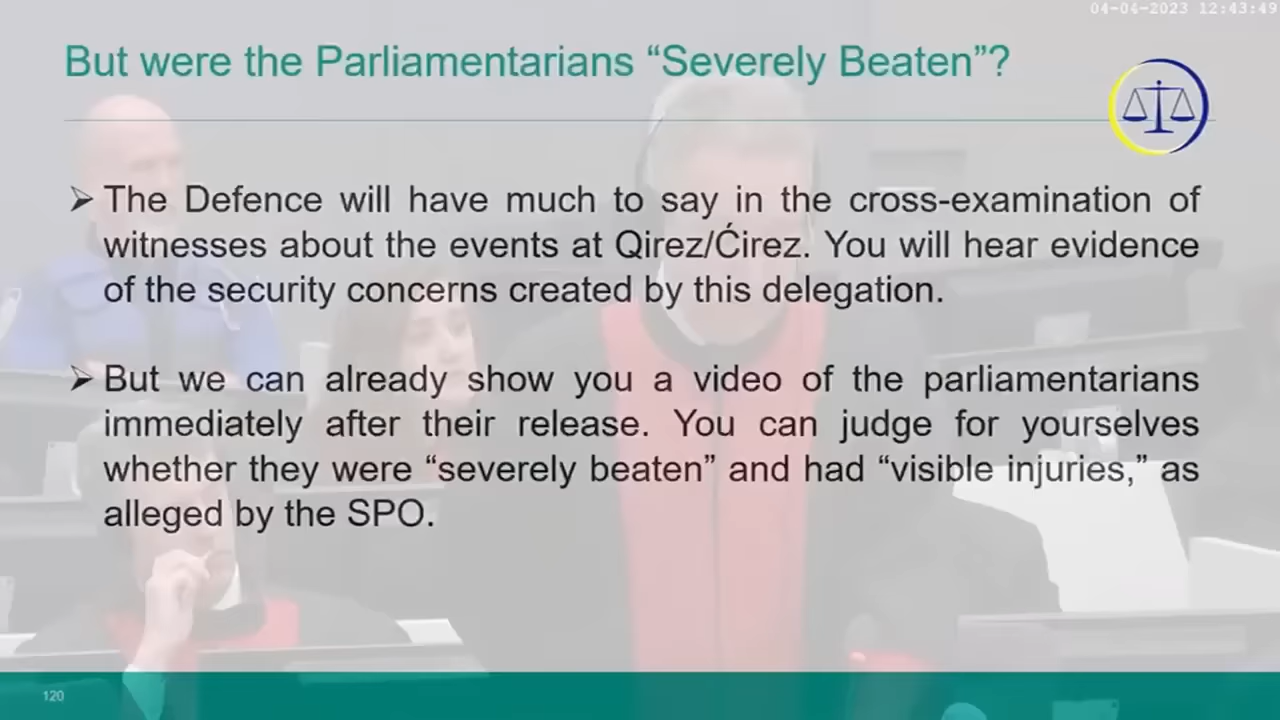 04-04-2023 12:43:49
But were the Parliamentarians “Severely Beaten”?
➢ The Defence will have much to say in the cross-examination of
witnesses about the events at Qirez/Ćirez. You will hear evidence
of the security concerns created by this delegation.
➢ But we can already show you a video of the parliamentarians
immediately after their release. You can judge for yourselves
whether they were “severely beaten” and had “visible injuries,” as
alleged by the SPO.
120